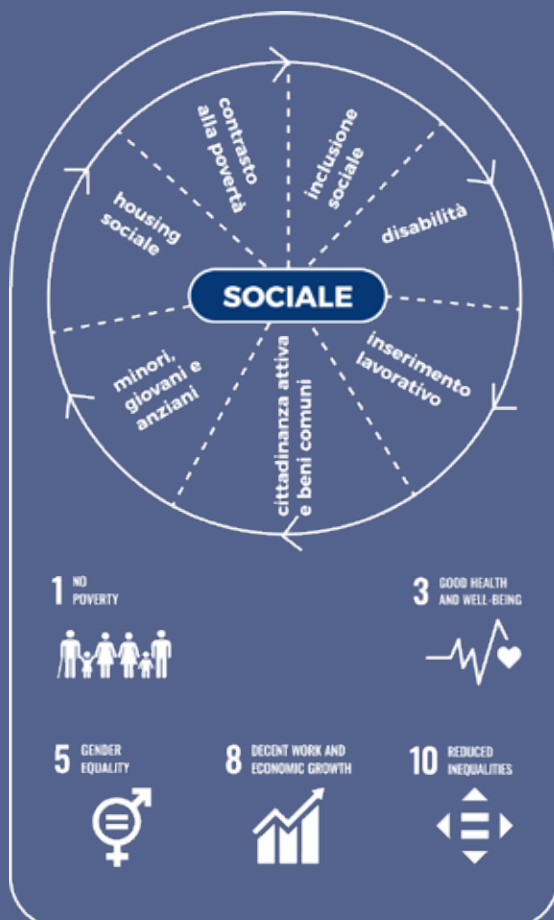 contrasto
alla povertà
inclusione
sociale
housing
sociale
disabilità
SOCIALE
minori,
giovani e
anziani
cittadinanza attiva
e beni comuni
inserimento
lavorativo
1 NO
POVERTY
3 GOOD HEALTH
AND WELL-BEING
5 GENDER
EQUALITY
8 DECENT WORK AND
ECONOMIC GROWTH
10 REDUCED
INEQUALITIES